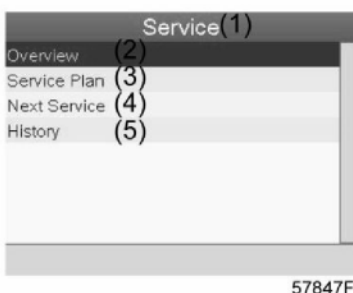 Service(1)
Overview (2)
Service Plan (3)
Next Service (4)
History (5)
57847F